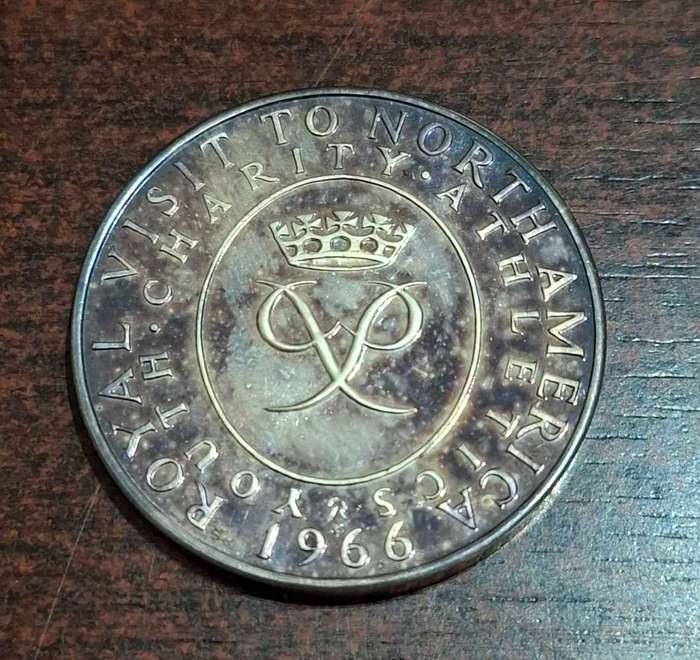 ROYAL VISIT TO NORTH AMERICA
1966
YOUTH · CHARITY · ATHLETICS